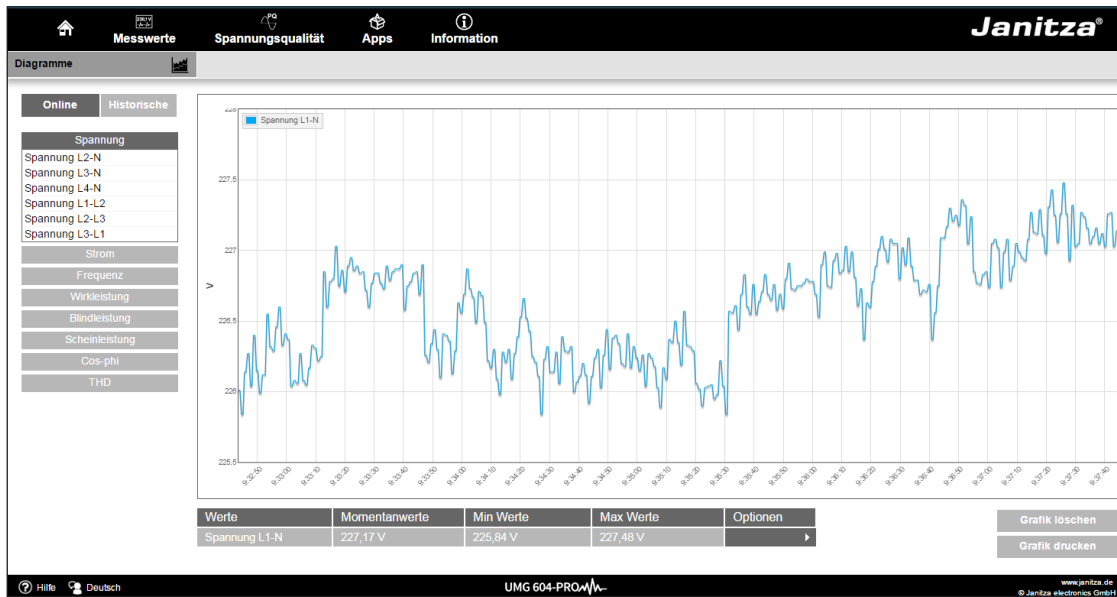 PQ
Messwerte Spannungsqualität Apps Information
Janitza®
Diagramme
Online Historische
Spannung
Spannung L2-N
Spannung L3-N
Spannung L4-N
Spannung L1-L2
Spannung L2-L3
Spannung L3-L1
Strom
Frequenz
Wirkleistung
Blindleistung
Scheinleistung
Cos-phi
THD
Spannung L1-N
227,5
227
226,5
226
225,5
V
9:32:50 9:33:00 9:33:10 9:33:20 9:33:30 9:33:40 9:33:50 9:34:00 9:34:10 9:34:20 9:34:30 9:34:40 9:34:50 9:35:00 9:35:10 9:35:20 9:35:30 9:35:40 9:35:50 9:36:00 9:36:10 9:36:20 9:36:30 9:36:40 9:36:50 9:37:00 9:37:10 9:37:20 9:37:30 9:37:40
Werte Momentanwerte Min Werte Max Werte Optionen
Spannung L1-N 227,17 V 225,84 V 227,48 V
Grafik löschen
Grafik drucken
Hilfe Deutsch
UMG 604-PRO
www.janitza.de
© Janitza electronics GmbH